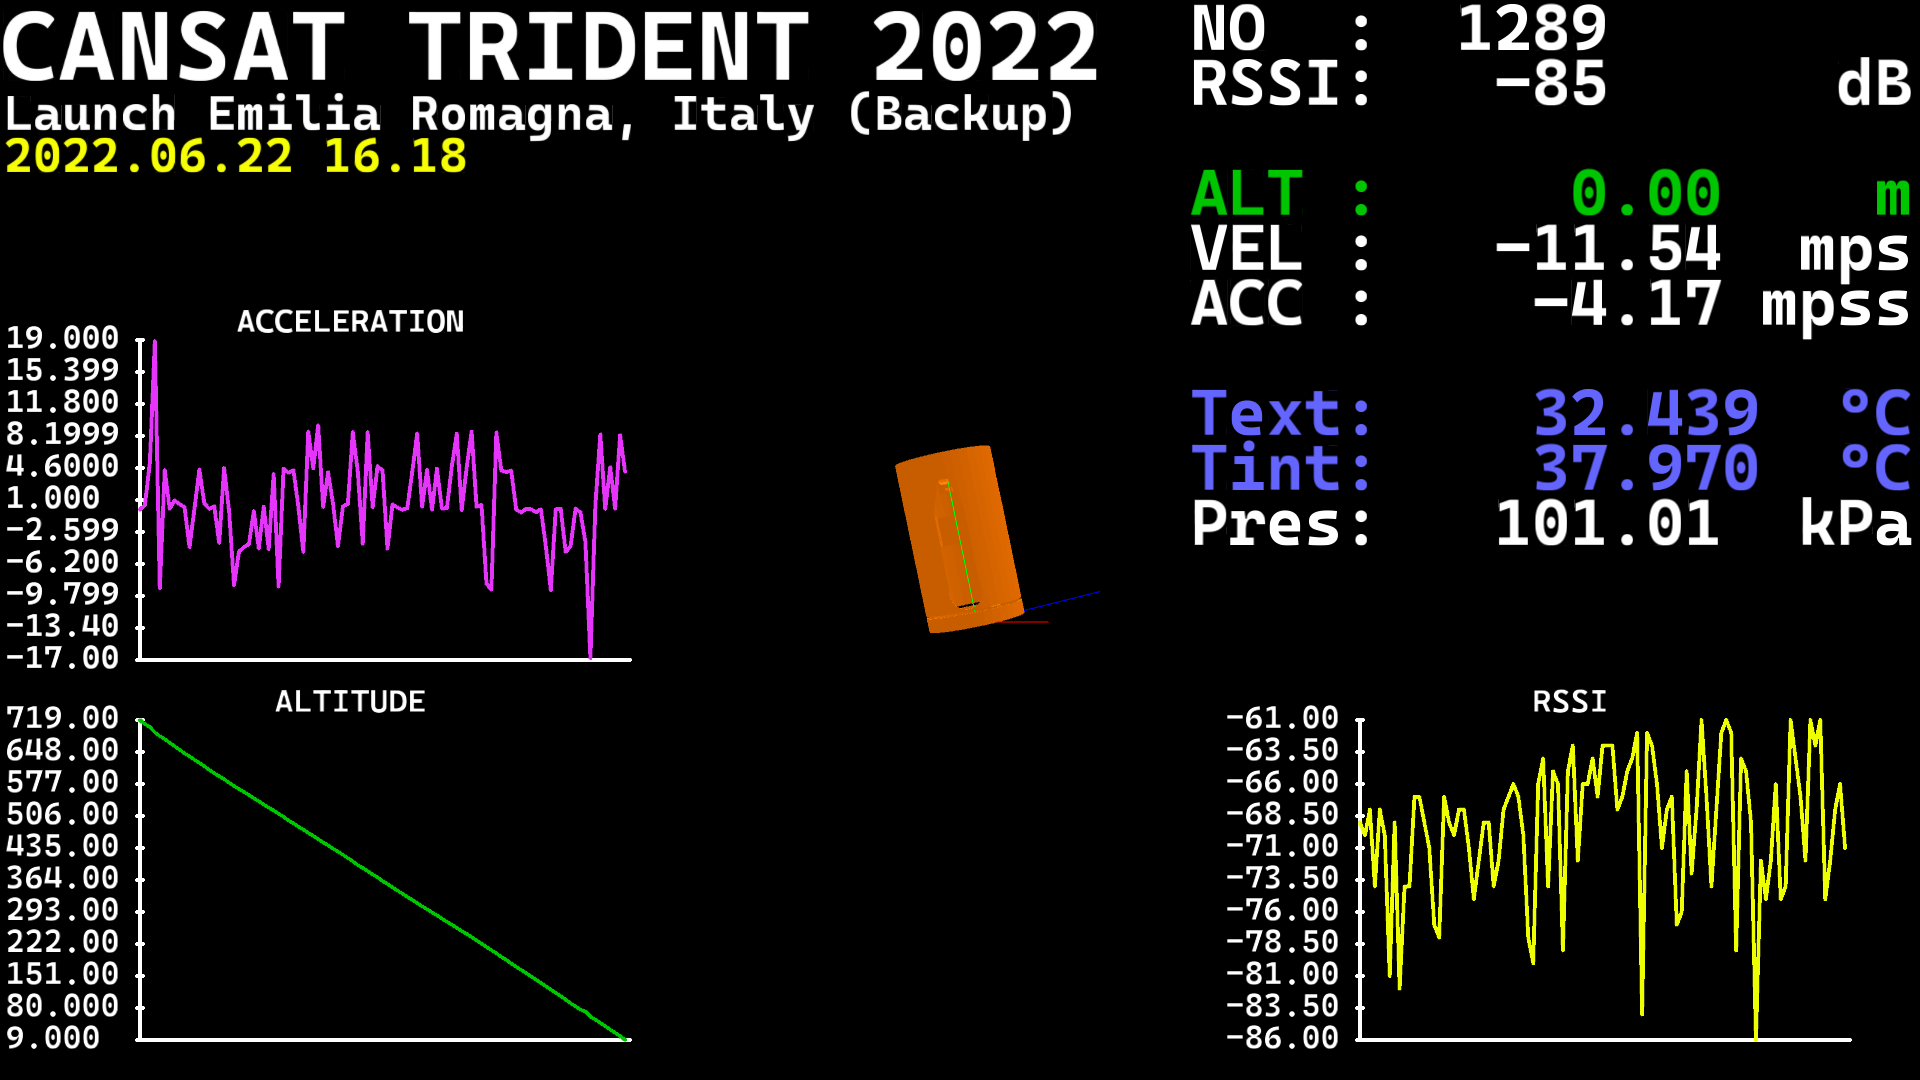 CANSAT TRIDENT 2022
Launch Emilia Romagna, Italy (Backup)
2022.06.22 16.18
NO : 1289
RSSI: -85 dB
ALT : 0.00 m
VEL : -11.54 mps
ACC : -4.17 mpss
Text: 32.439 °C
Tint: 37.970 °C
Pres: 101.01 kPa
ACCELERATION
19.000
15.399
11.800
8.1999
4.6000
1.000
-2.599
-6.200
-9.799
-13.40
-17.00
ALTITUDE
719.00
648.00
577.00
506.00
435.00
364.00
293.00
222.00
151.00
80.000
9.000
RSSI
-61.00
-63.50
-66.00
-68.50
-71.00
-73.50
-76.00
-78.50
-81.00
-83.50
-86.00